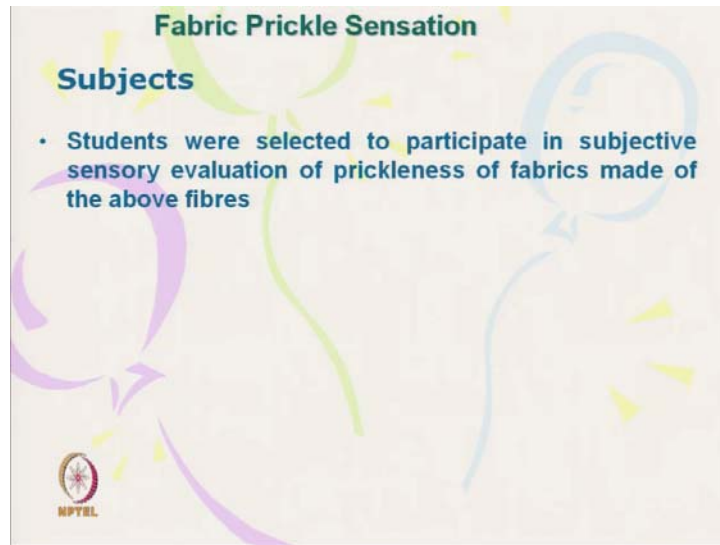 Fabric Prickle Sensation
Subjects
• Students were selected to participate in subjective
sensory evaluation of prickleness of fabrics made of
the above fibres
NPTEL